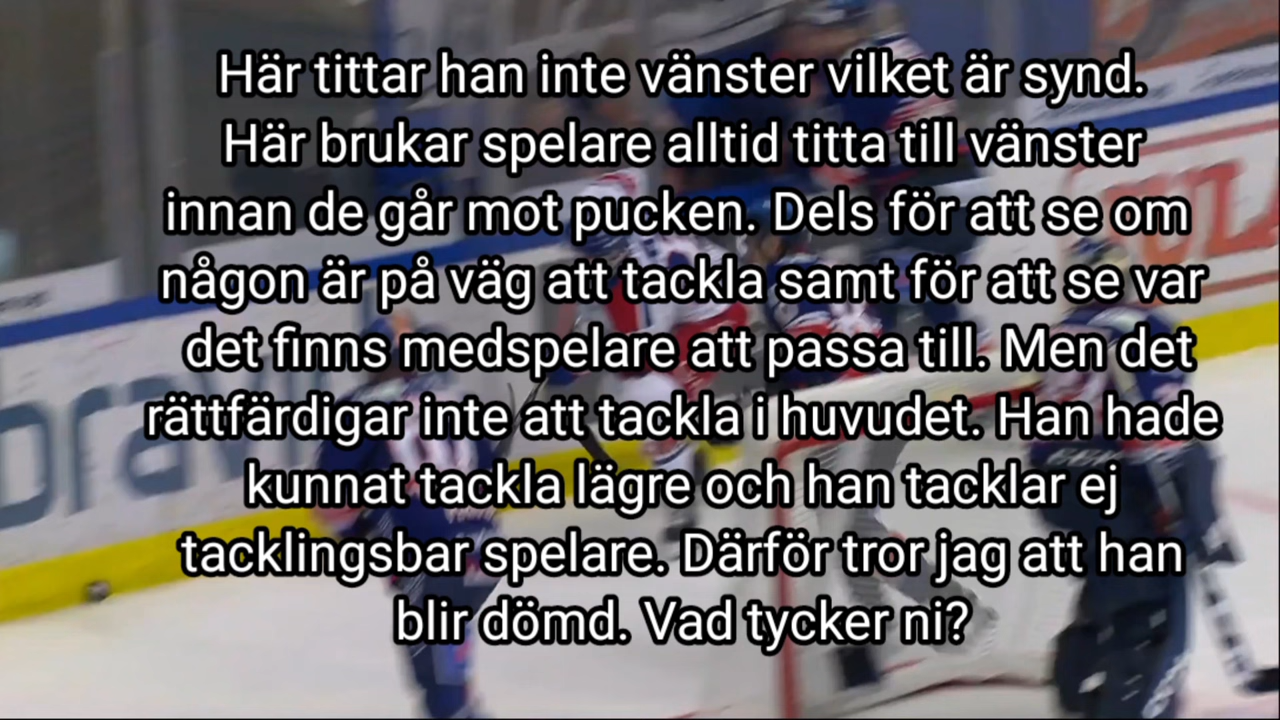 Här tittar han inte vänster vilket är synd.
Här brukar spelare alltid titta till vänster
innan de går mot pucken. Dels för att se om
någon är på väg att tackla samt för att se var
det finns medspelare att passa till. Men det
rättfärdigar inte att tackla i huvudet. Han hade
kunnat tackla lägre och han tacklar ej
tacklingsbar spelare. Därför tror jag att han
blir dömd. Vad tycker ni?